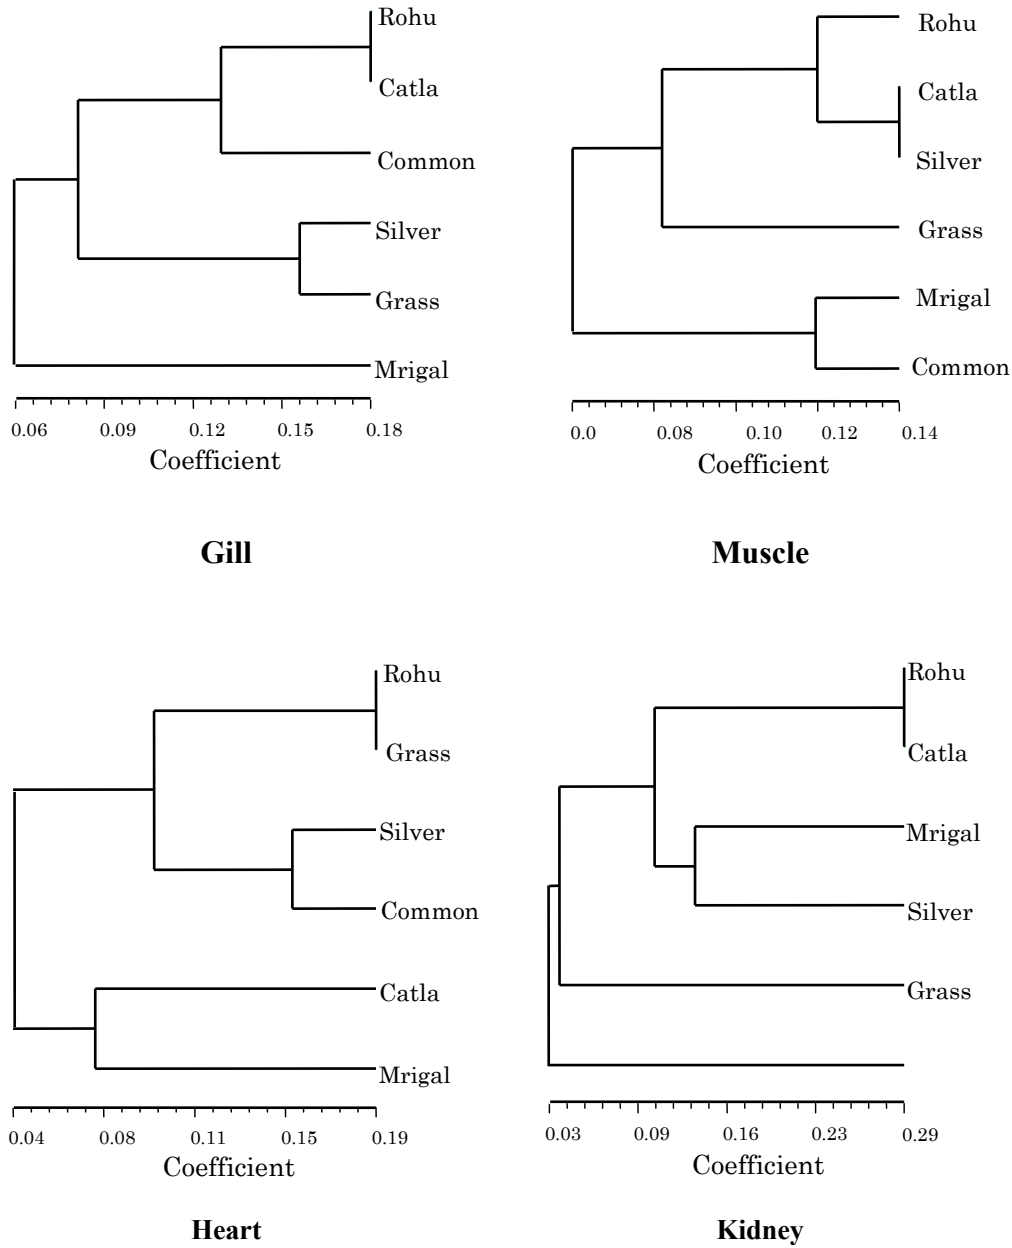 Rohu
Catla
Common
Silver
Grass
Mrigal
0.06 0.09 0.12 0.15 0.18
Coefficient
Gill
Rohu
Catla
Silver
Grass
Mrigal
Common
0.0 0.08 0.10 0.12 0.14
Coefficient
Muscle
Rohu
Grass
Silver
Common
Catla
Mrigal
0.04 0.08 0.11 0.15 0.19
Coefficient
Heart
Rohu
Catla
Mrigal
Silver
Grass
0.03 0.09 0.16 0.23 0.29
Coefficient
Kidney